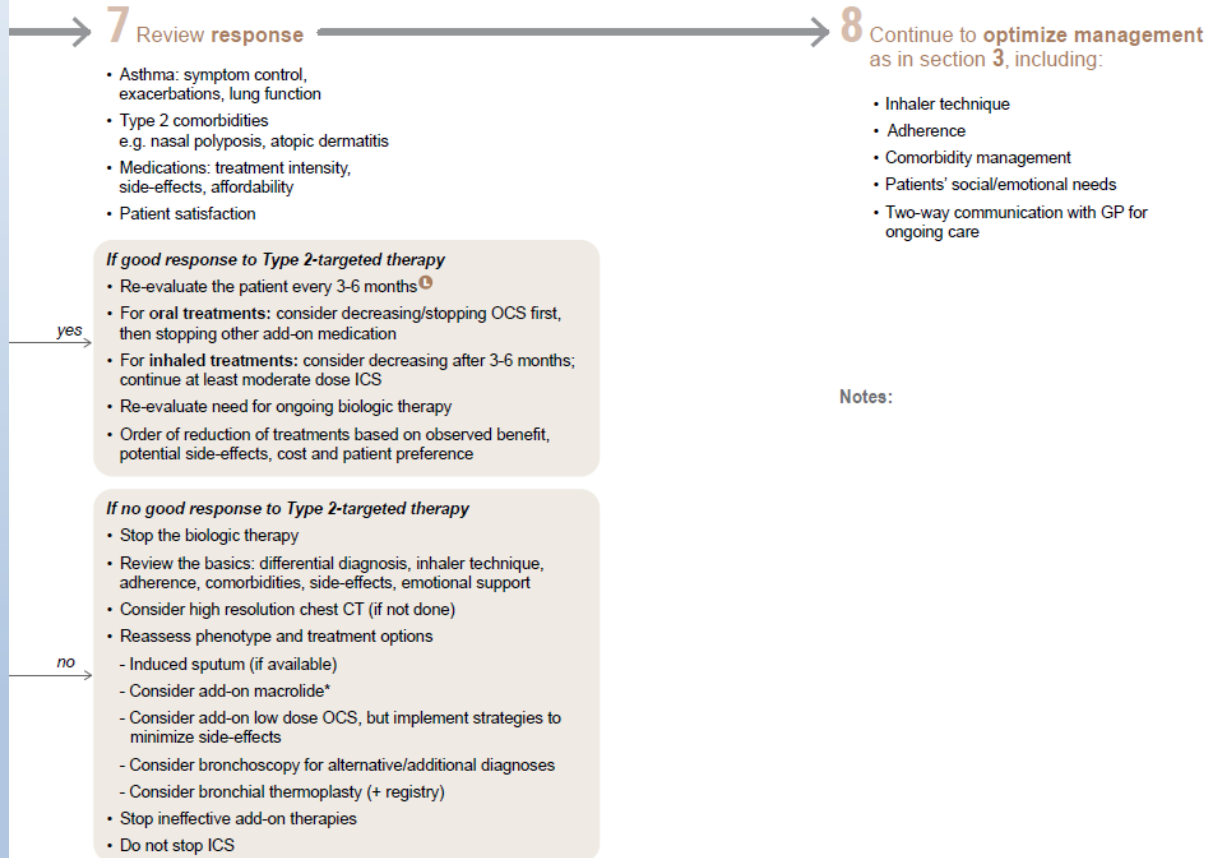 7 Review response
• Asthma: symptom control,
exacerbations, lung function
• Type 2 comorbidities
e.g. nasal polyposis, atopic dermatitis
• Medications: treatment intensity,
side-effects, affordability
• Patient satisfaction
yes
If good response to Type 2-targeted therapy
• Re-evaluate the patient every 3-6 months L
• For oral treatments: consider decreasing/stopping OCS first,
then stopping other add-on medication
• For inhaled treatments: consider decreasing after 3-6 months;
continue at least moderate dose ICS
• Re-evaluate need for ongoing biologic therapy
• Order of reduction of treatments based on observed benefit,
potential side-effects, cost and patient preference
no
If no good response to Type 2-targeted therapy
• Stop the biologic therapy
• Review the basics: differential diagnosis, inhaler technique,
adherence, comorbidities, side-effects, emotional support
• Consider high resolution chest CT (if not done)
• Reassess phenotype and treatment options
- Induced sputum (if available)
- Consider add-on macrolide*
- Consider add-on low dose OCS, but implement strategies to
minimize side-effects
- Consider bronchoscopy for alternative/additional diagnoses
- Consider bronchial thermoplasty (+ registry)
• Stop ineffective add-on therapies
• Do not stop ICS
8 Continue to optimize management
as in section 3, including:
• Inhaler technique
• Adherence
• Comorbidity management
• Patients' social/emotional needs
• Two-way communication with GP for
ongoing care
Notes: